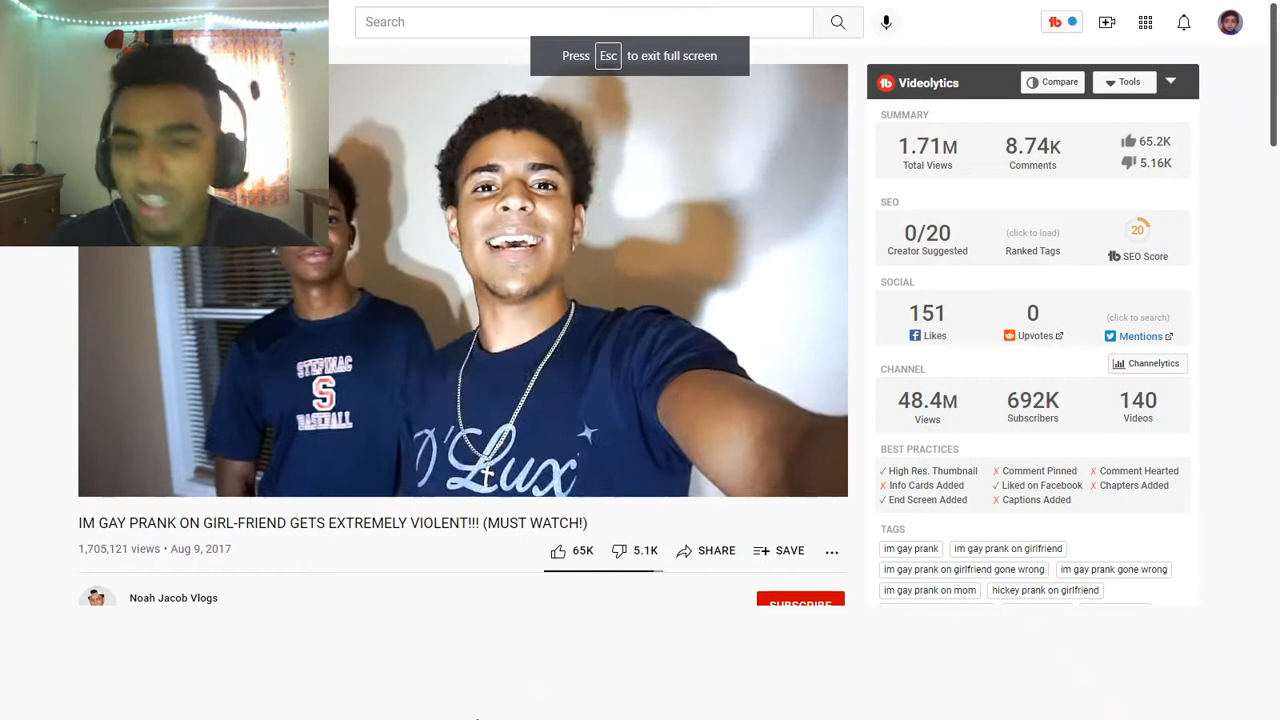 Search
Press Esc to exit full screen
STEPINAC
S
BASEBALL
D'Lux
IM GAY PRANK ON GIRL-FRIEND GETS EXTREMELY VIOLENT!!! (MUST WATCH!)
1,705,121 views • Aug 9, 2017
65K 5.1K SHARE SAVE
Noah Jacob Vlogs
SUBSCRIBE
tb
tb Videolytics Compare Tools
SUMMARY
1.71M 8.74K 65.2K
Total Views Comments 5.16K
SEO
0/20 (click to load) 20
Creator Suggested Ranked Tags tb SEO Score
SOCIAL
151 0 (click to search)
Likes Upvotes Mentions
CHANNEL Channelytics
48.4M 692K 140
Views Subscribers Videos
BEST PRACTICES
✓ High Res. Thumbnail ✗ Comment Pinned ✗ Comment Hearted
✗ Info Cards Added ✓ Liked on Facebook ✗ Chapters Added
✓ End Screen Added ✗ Captions Added
TAGS
im gay prank im gay prank on girlfriend
im gay prank on girlfriend gone wrong im gay prank gone wrong
im gay prank on mom hickey prank on girlfriend